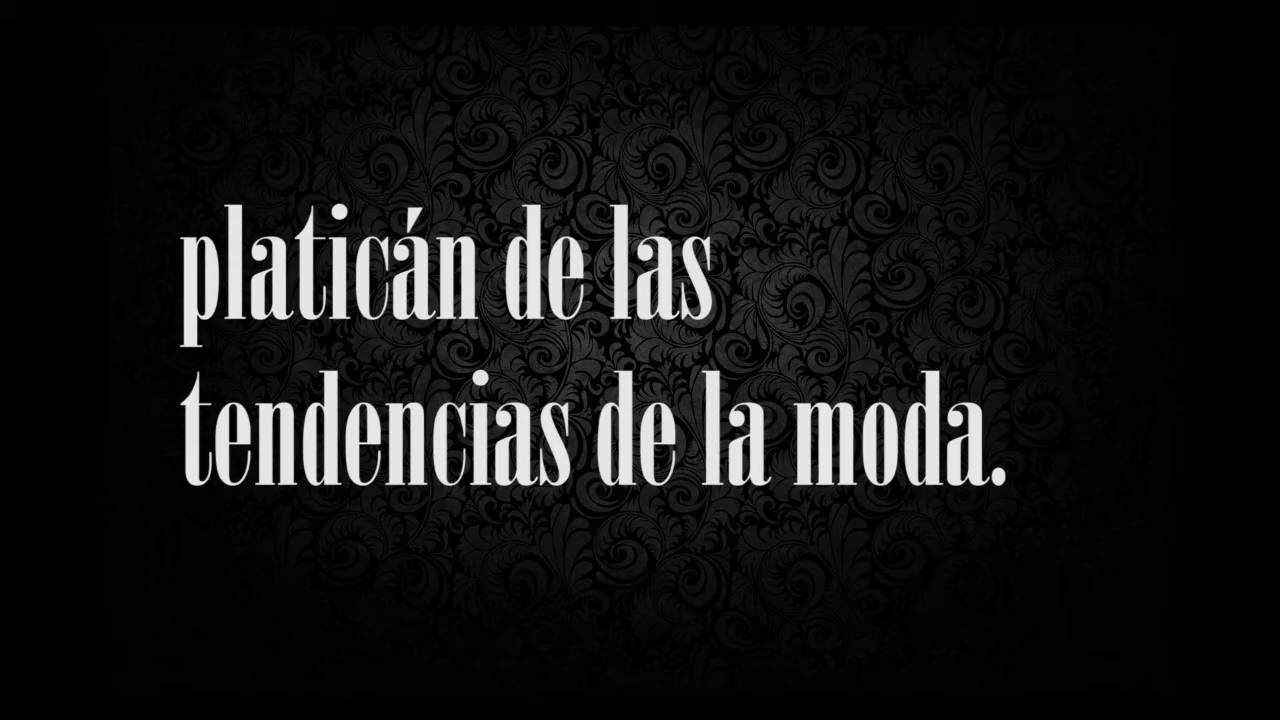 platicán de las
tendencias de la moda.